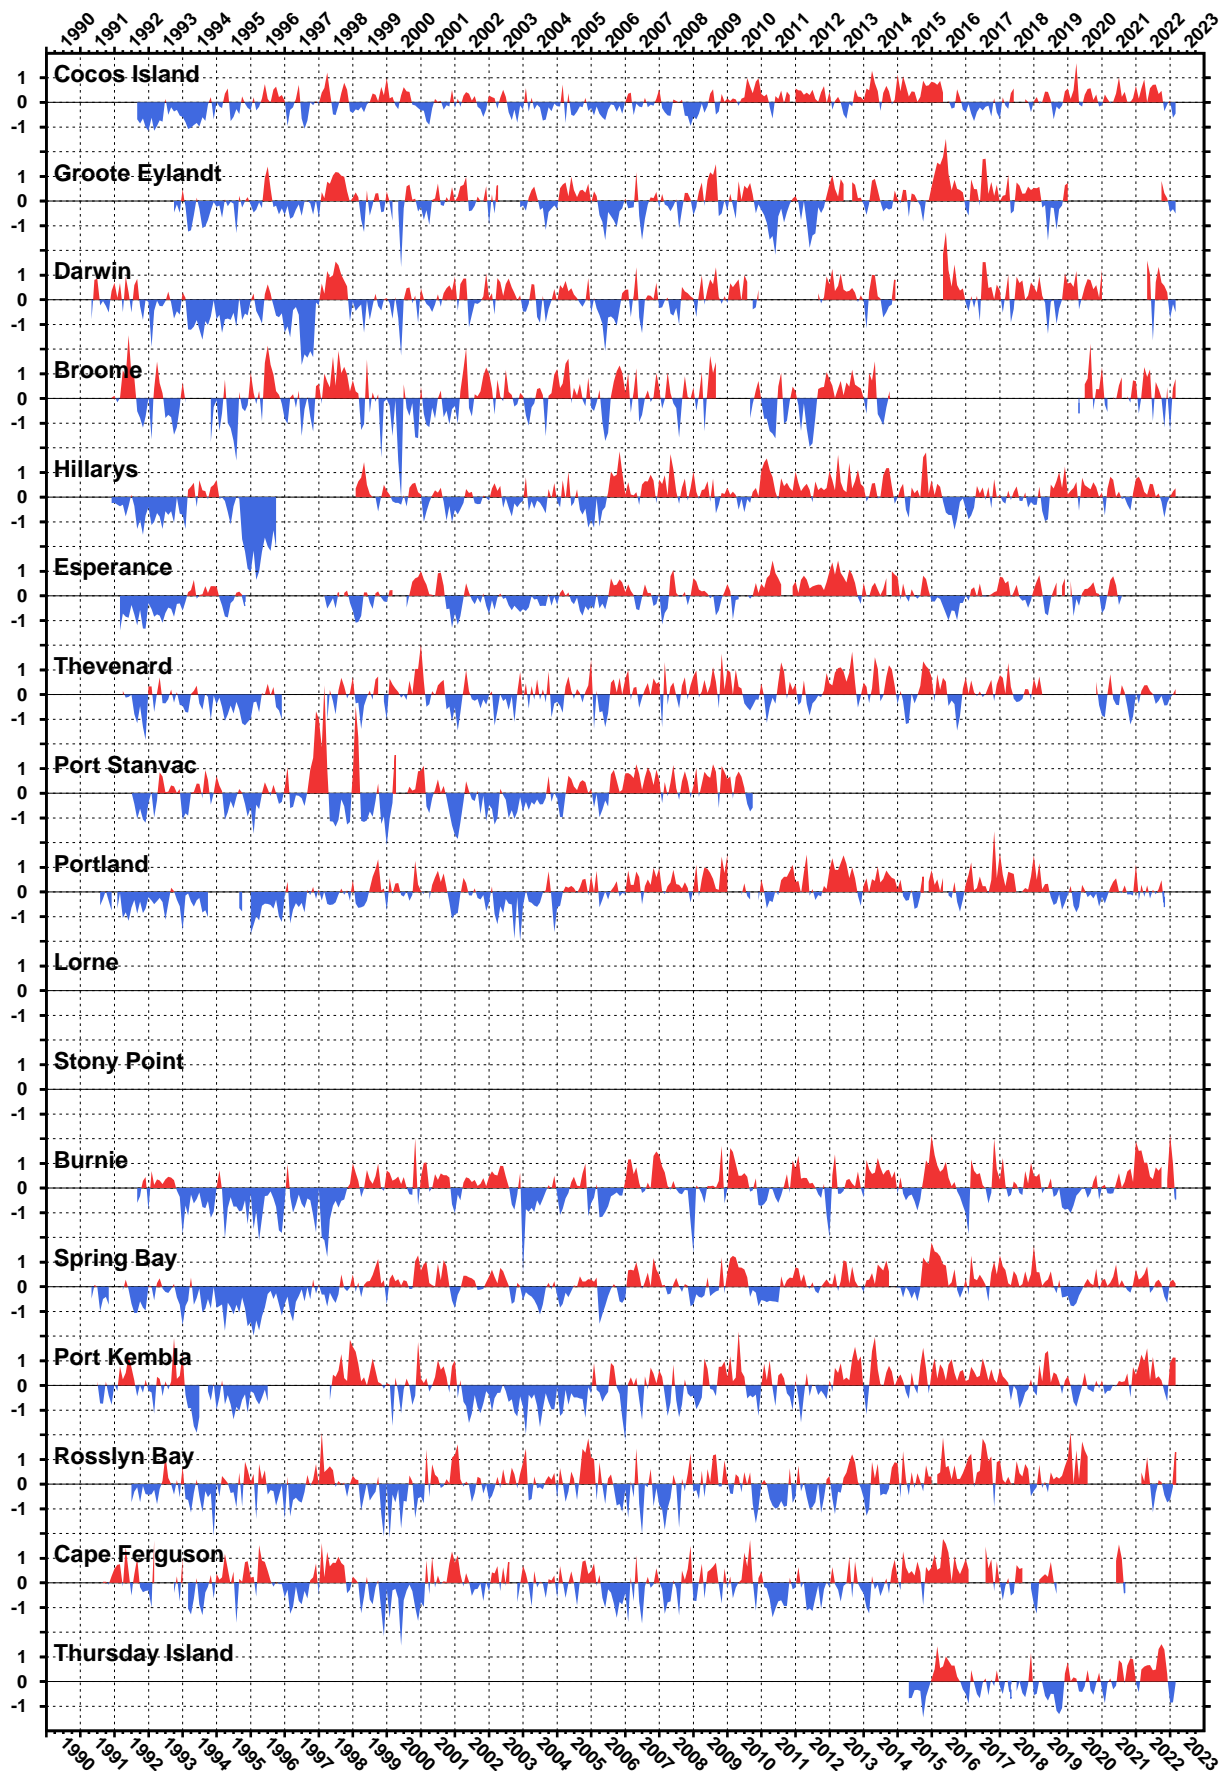 1990 1991 1992 1993 1994 1995 1996 1997 1998 1999 2000 2001 2002 2003 2004 2005 2006 2007 2008 2009 2010 2011 2012 2013 2014 2015 2016 2017 2018 2019 2020 2021 2022 2023
Cocos Island
1
0
-1
Groote Eylandt
1
0
-1
Darwin
1
0
-1
Broome
1
0
-1
Hillarys
1
0
-1
Esperance
1
0
-1
Thevenard
1
0
-1
Port Stanvac
1
0
-1
Portland
1
0
-1
Lorne
1
0
-1
Stony Point
1
0
-1
Burnie
1
0
-1
Spring Bay
1
0
-1
Port Kembla
1
0
-1
Rosslyn Bay
1
0
-1
Cape Ferguson
1
0
-1
Thursday Island
1
0
-1
1990 1991 1992 1993 1994 1995 1996 1997 1998 1999 2000 2001 2002 2003 2004 2005 2006 2007 2008 2009 2010 2011 2012 2013 2014 2015 2016 2017 2018 2019 2020 2021 2022 2023